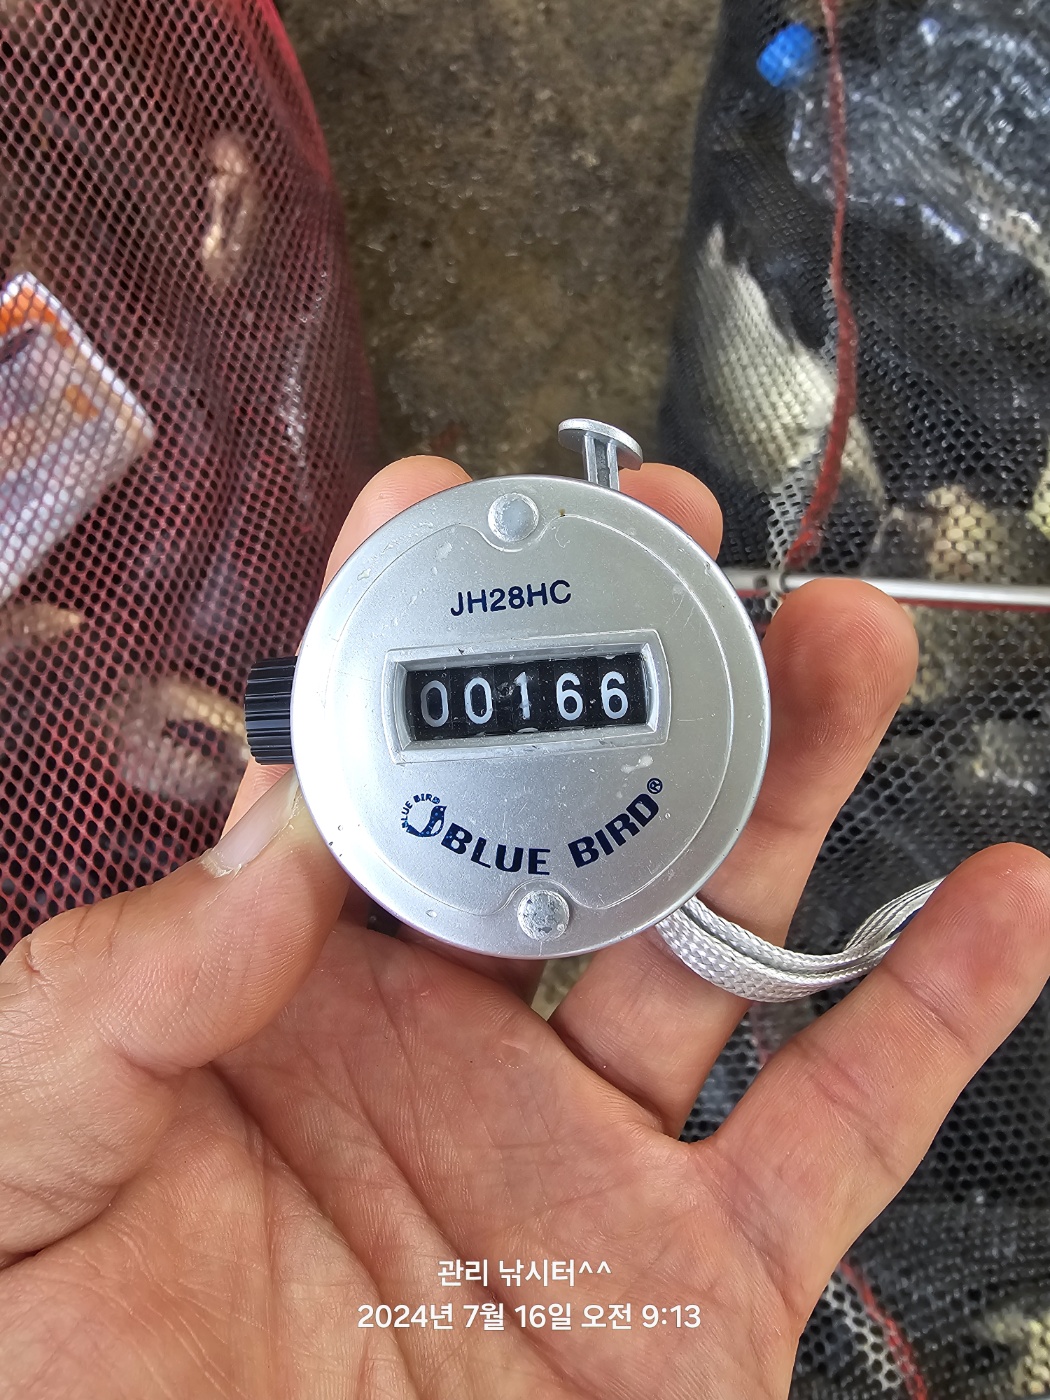 JH28HC
00166
BLUE BIRD
BLUE BIRD®
관리 낚시터^^
2024년 7월 16일 오전 9:13